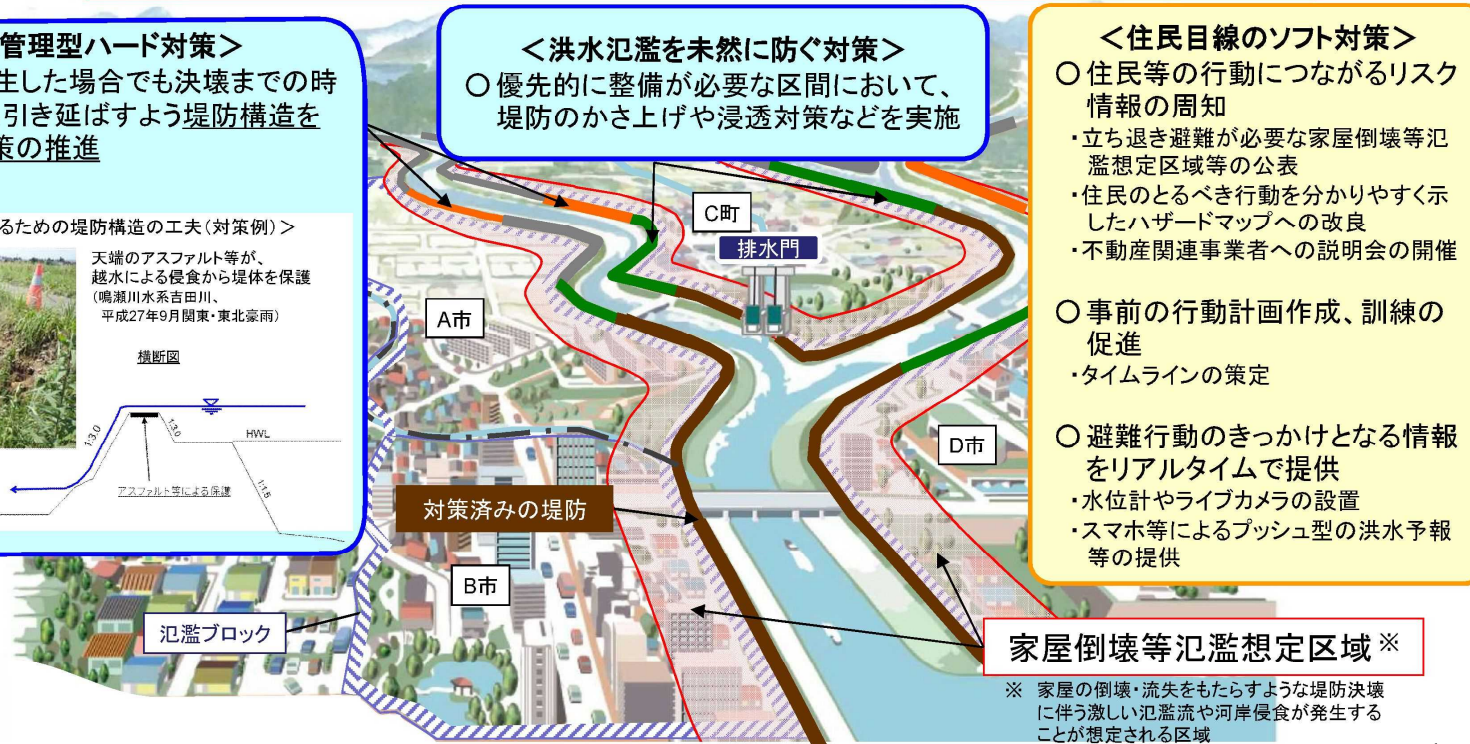 管理型ハード対策＞
生した場合でも決壊までの時
引き延ばすよう堤防構造を
策の推進
るための堤防構造の工夫(対策例)＞
天端のアスファルト等が、
越水による侵食から堤体を保護
(鳴瀬川水系吉田川、
平成27年9月関東・東北豪雨)
横断図
1:3.0
1:3.0
HWL
1:1.5
アスファルト等による保護
＜洪水氾濫を未然に防ぐ対策＞
○優先的に整備が必要な区間において、
堤防のかさ上げや浸透対策などを実施
C町
排水門
A市
D市
対策済みの堤防
B市
氾濫ブロック
＜住民目線のソフト対策＞
○住民等の行動につながるリスク
情報の周知
・立ち退き避難が必要な家屋倒壊等氾
濫想定区域等の公表
・住民のとるべき行動を分かりやすく示
したハザードマップへの改良
・不動産関連事業者への説明会の開催
○事前の行動計画作成、訓練の
促進
・タイムラインの策定
○避難行動のきっかけとなる情報
をリアルタイムで提供
・水位計やライブカメラの設置
・スマホ等によるプッシュ型の洪水予報
等の提供
家屋倒壊等氾濫想定区域※
※ 家屋の倒壊・流失をもたらすような堤防決壊
に伴う激しい氾濫流や河岸侵食が発生する
ことが想定される区域